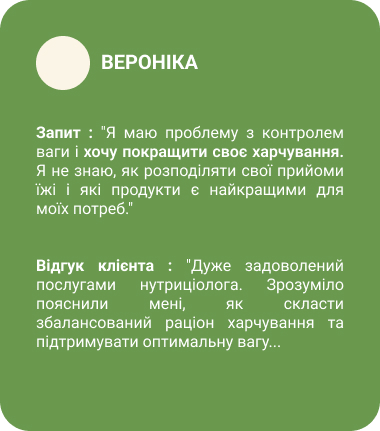 ВЕРОНІКА
Запит : "Я маю проблему з контролем
ваги і хочу покращити своє харчування.
Я не знаю, як розподіляти свої прийоми
їжі і які продукти є найкращими для
моїх потреб."
Відгук клієнта : "Дуже задоволений
послугами нутриціолога. Зрозуміло
пояснили мені, як скласти
збалансований раціон харчування та
підтримувати оптимальну вагу...